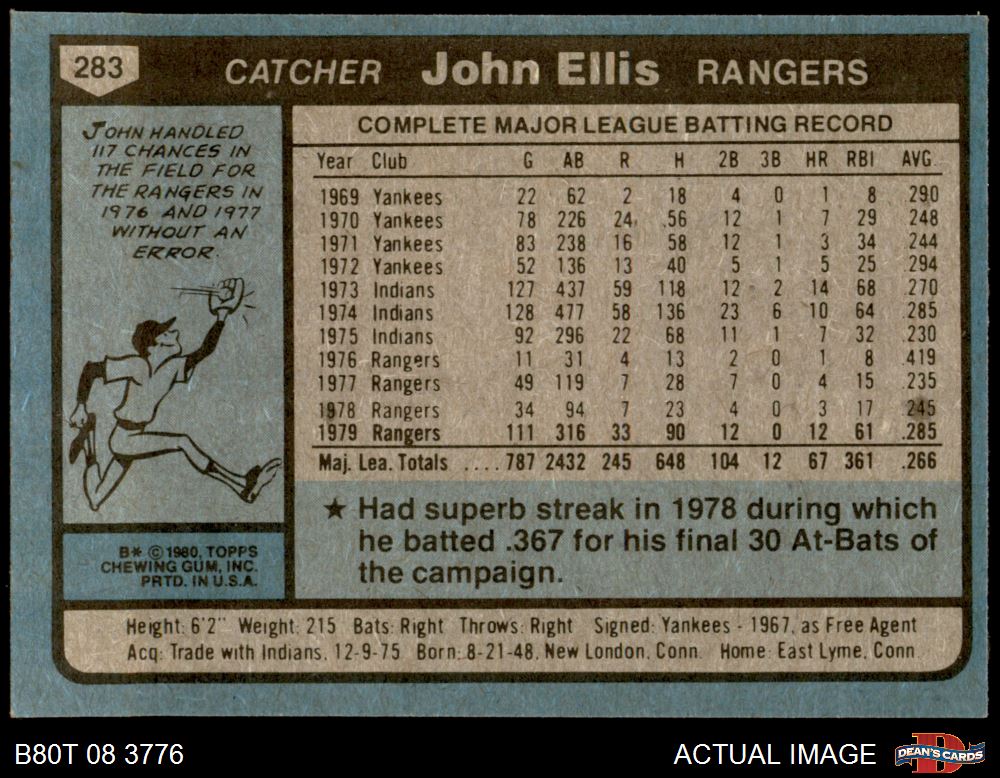 283 CATCHER John Ellis RANGERS
JOHN HANDLED
117 CHANCES IN
THE FIELD FOR
THE RANGERS IN
1976 AND 1977
WITHOUT AN
ERROR.
COMPLETE MAJOR LEAGUE BATTING RECORD
Year Club G AB R H 2B 3B HR RBI AVG.
1969 Yankees 22 62 2 18 4 0 1 8 .290
1970 Yankees 78 226 24 56 12 1 7 29 .248
1971 Yankees 83 238 16 58 12 1 3 34 .244
1972 Yankees 52 136 13 40 5 1 5 25 .294
1973 Indians 127 437 59 118 12 2 14 68 .270
1974 Indians 128 477 58 136 23 6 10 64 .285
1975 Indians 92 296 22 68 11 1 7 32 .230
1976 Rangers 11 31 4 13 2 0 1 8 .419
1977 Rangers 49 119 7 28 7 0 4 15 .235
1978 Rangers 34 94 7 23 4 0 3 17 .245
1979 Rangers 111 316 33 90 12 0 12 61 .285
Maj. Lea. Totals .... 787 2432 245 648 104 12 67 361 .266
★ Had superb streak in 1978 during which
he batted .367 for his final 30 At-Bats of
the campaign.
B* © 1980, TOPPS
CHEWING GUM, INC.
PRTD. IN U.S.A.
Height: 6'2" Weight: 215 Bats: Right Throws: Right Signed: Yankees - 1967, as Free Agent
Acq: Trade with Indians, 12-9-75 Born: 8-21-48, New London, Conn. Home: East Lyme, Conn.
B80T 08 3776 ACTUAL IMAGE DEAN'S CARDS